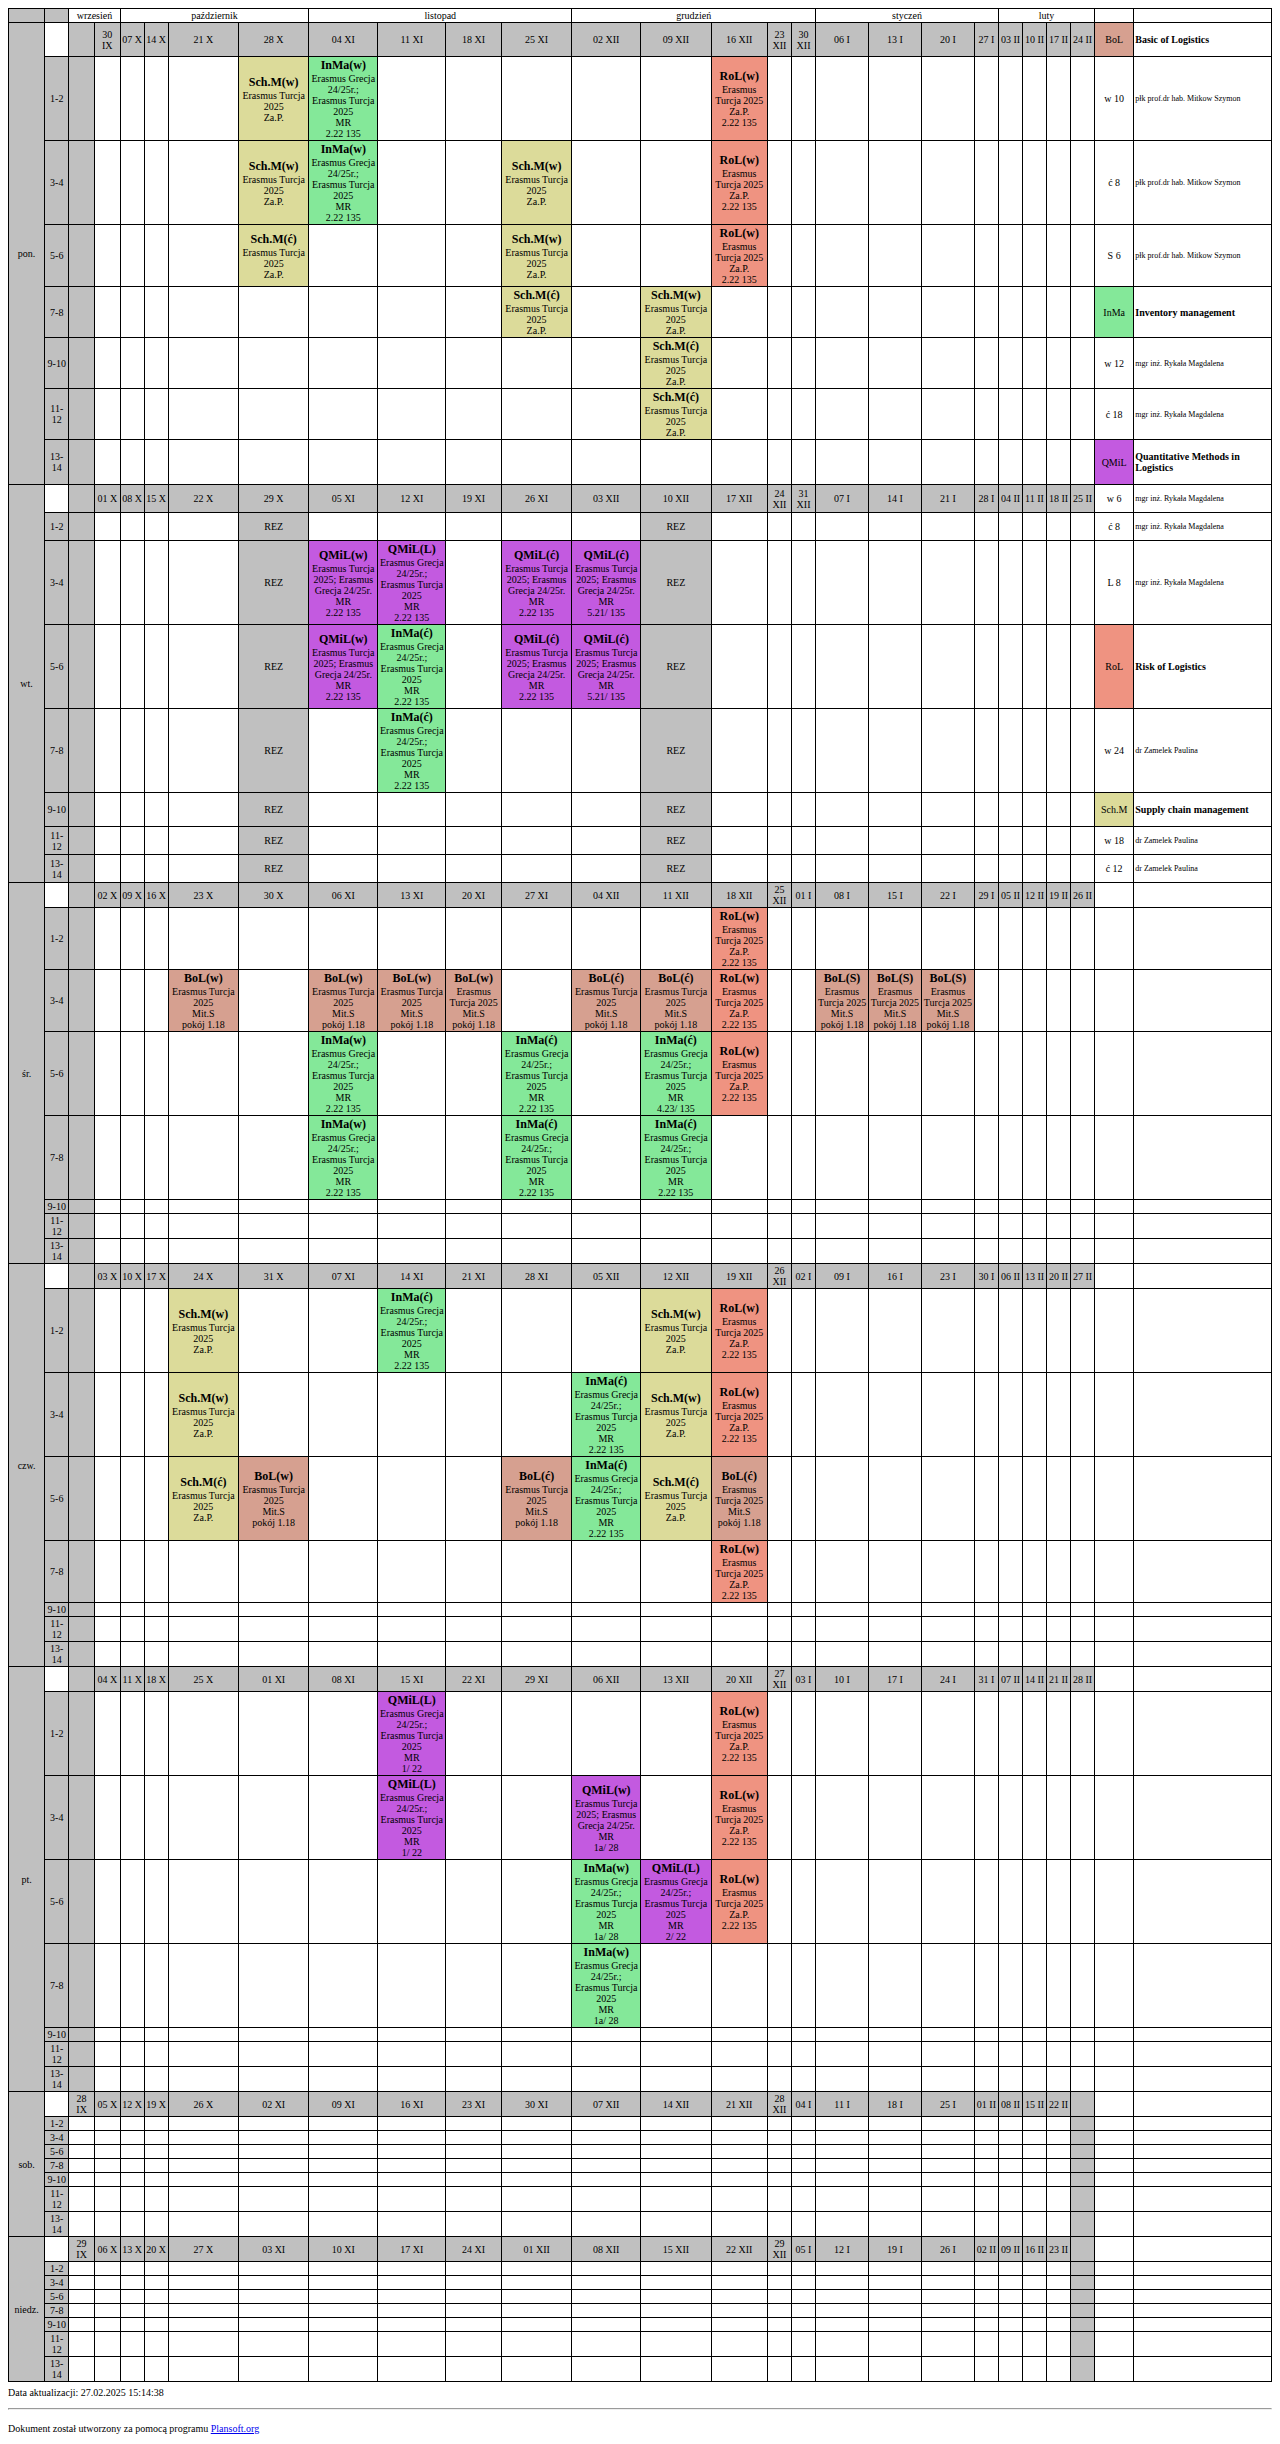 wrzesień październik listopad grudzień styczeń luty
pon. 30 IX 07 X 14 X 21 X 28 X 04 XI 11 XI 18 XI 25 XI 02 XII 09 XII 16 XII 23 XII 30 XII 06 I 13 I 20 I 27 I 03 II 10 II 17 II 24 II BoL Basic of Logistics
1-2 Sch.M(w) Erasmus Turcja 2025 Za.P. InMa(w) Erasmus Grecja 24/25r.; Erasmus Turcja 2025 MR 2.22 135 RoL(w) Erasmus Turcja 2025 Za.P. 2.22 135 w 10 płk prof.dr hab. Mitkow Szymon
3-4 Sch.M(w) Erasmus Turcja 2025 Za.P. InMa(w) Erasmus Grecja 24/25r.; Erasmus Turcja 2025 MR 2.22 135 Sch.M(w) Erasmus Turcja 2025 Za.P. RoL(w) Erasmus Turcja 2025 Za.P. 2.22 135 ć 8 płk prof.dr hab. Mitkow Szymon
5-6 Sch.M(ć) Erasmus Turcja 2025 Za.P. Sch.M(w) Erasmus Turcja 2025 Za.P. RoL(w) Erasmus Turcja 2025 Za.P. 2.22 135 S 6 płk prof.dr hab. Mitkow Szymon
7-8 Sch.M(ć) Erasmus Turcja 2025 Za.P. Sch.M(w) Erasmus Turcja 2025 Za.P. InMa Inventory management
9-10 Sch.M(ć) Erasmus Turcja 2025 Za.P. w 12 mgr inż. Rykała Magdalena
11-12 Sch.M(ć) Erasmus Turcja 2025 Za.P. ć 18 mgr inż. Rykała Magdalena
13-14 QMiL Quantitative Methods in Logistics
wt. 01 X 08 X 15 X 22 X 29 X 05 XI 12 XI 19 XI 26 XI 03 XII 10 XII 17 XII 24 XII 31 XII 07 I 14 I 21 I 28 I 04 II 11 II 18 II 25 II w 6 mgr inż. Rykała Magdalena
1-2 REZ REZ ć 8 mgr inż. Rykała Magdalena
3-4 REZ QMiL(w) Erasmus Turcja 2025; Erasmus Grecja 24/25r. MR 2.22 135 QMiL(L) Erasmus Grecja 24/25r.; Erasmus Turcja 2025 MR 2.22 135 QMiL(ć) Erasmus Turcja 2025; Erasmus Grecja 24/25r. MR 2.22 135 QMiL(ć) Erasmus Turcja 2025; Erasmus Grecja 24/25r. MR 5.21/ 135 REZ L 8 mgr inż. Rykała Magdalena
5-6 REZ QMiL(w) Erasmus Turcja 2025; Erasmus Grecja 24/25r. MR 2.22 135 InMa(ć) Erasmus Grecja 24/25r.; Erasmus Turcja 2025 MR 2.22 135 QMiL(ć) Erasmus Turcja 2025; Erasmus Grecja 24/25r. MR 2.22 135 QMiL(ć) Erasmus Turcja 2025; Erasmus Grecja 24/25r. MR 5.21/ 135 REZ RoL Risk of Logistics
7-8 REZ InMa(ć) Erasmus Grecja 24/25r.; Erasmus Turcja 2025 MR 2.22 135 REZ w 24 dr Zamelek Paulina
9-10 REZ REZ Sch.M Supply chain management
11-12 REZ REZ w 18 dr Zamelek Paulina
13-14 REZ REZ ć 12 dr Zamelek Paulina
śr. 02 X 09 X 16 X 23 X 30 X 06 XI 13 XI 20 XI 27 XI 04 XII 11 XII 18 XII 25 XII 01 I 08 I 15 I 22 I 29 I 05 II 12 II 19 II 26 II
1-2 RoL(w) Erasmus Turcja 2025 Za.P. 2.22 135
3-4 BoL(w) Erasmus Turcja 2025 Mit.S pokój 1.18 BoL(w) Erasmus Turcja 2025 Mit.S pokój 1.18 BoL(w) Erasmus Turcja 2025 Mit.S pokój 1.18 BoL(w) Erasmus Turcja 2025 Mit.S pokój 1.18 BoL(ć) Erasmus Turcja 2025 Mit.S pokój 1.18 BoL(ć) Erasmus Turcja 2025 Mit.S pokój 1.18 RoL(w) Erasmus Turcja 2025 Za.P. 2.22 135 BoL(S) Erasmus Turcja 2025 Mit.S pokój 1.18 BoL(S) Erasmus Turcja 2025 Mit.S pokój 1.18 BoL(S) Erasmus Turcja 2025 Mit.S pokój 1.18
5-6 InMa(w) Erasmus Grecja 24/25r.; Erasmus Turcja 2025 MR 2.22 135 InMa(ć) Erasmus Grecja 24/25r.; Erasmus Turcja 2025 MR 2.22 135 InMa(ć) Erasmus Grecja 24/25r.; Erasmus Turcja 2025 MR 4.23/ 135 RoL(w) Erasmus Turcja 2025 Za.P. 2.22 135
7-8 InMa(w) Erasmus Grecja 24/25r.; Erasmus Turcja 2025 MR 2.22 135 InMa(ć) Erasmus Grecja 24/25r.; Erasmus Turcja 2025 MR 2.22 135 InMa(ć) Erasmus Grecja 24/25r.; Erasmus Turcja 2025 MR 2.22 135
9-10
11-12
13-14
czw. 03 X 10 X 17 X 24 X 31 X 07 XI 14 XI 21 XI 28 XI 05 XII 12 XII 19 XII 26 XII 02 I 09 I 16 I 23 I 30 I 06 II 13 II 20 II 27 II
1-2 Sch.M(w) Erasmus Turcja 2025 Za.P. InMa(ć) Erasmus Grecja 24/25r.; Erasmus Turcja 2025 MR 2.22 135 Sch.M(w) Erasmus Turcja 2025 Za.P. RoL(w) Erasmus Turcja 2025 Za.P. 2.22 135
3-4 Sch.M(w) Erasmus Turcja 2025 Za.P. InMa(ć) Erasmus Grecja 24/25r.; Erasmus Turcja 2025 MR 2.22 135 Sch.M(w) Erasmus Turcja 2025 Za.P. RoL(w) Erasmus Turcja 2025 Za.P. 2.22 135
5-6 Sch.M(ć) Erasmus Turcja 2025 Za.P. BoL(w) Erasmus Turcja 2025 Mit.S pokój 1.18 BoL(ć) Erasmus Turcja 2025 Mit.S pokój 1.18 InMa(ć) Erasmus Grecja 24/25r.; Erasmus Turcja 2025 MR 2.22 135 Sch.M(ć) Erasmus Turcja 2025 Za.P. BoL(ć) Erasmus Turcja 2025 Mit.S pokój 1.18
7-8 RoL(w) Erasmus Turcja 2025 Za.P. 2.22 135
9-10
11-12
13-14
pt. 04 X 11 X 18 X 25 X 01 XI 08 XI 15 XI 22 XI 29 XI 06 XII 13 XII 20 XII 27 XII 03 I 10 I 17 I 24 I 31 I 07 II 14 II 21 II 28 II
1-2 QMiL(L) Erasmus Grecja 24/25r.; Erasmus Turcja 2025 MR 1/ 22 RoL(w) Erasmus Turcja 2025 Za.P. 2.22 135
3-4 QMiL(L) Erasmus Grecja 24/25r.; Erasmus Turcja 2025 MR 1/ 22 QMiL(w) Erasmus Turcja 2025; Erasmus Grecja 24/25r. MR 1a/ 28 RoL(w) Erasmus Turcja 2025 Za.P. 2.22 135
5-6 InMa(w) Erasmus Grecja 24/25r.; Erasmus Turcja 2025 MR 1a/ 28 QMiL(L) Erasmus Grecja 24/25r.; Erasmus Turcja 2025 MR 2/ 22 RoL(w) Erasmus Turcja 2025 Za.P. 2.22 135
7-8 InMa(w) Erasmus Grecja 24/25r.; Erasmus Turcja 2025 MR 1a/ 28
9-10
11-12
13-14
sob. 28 IX 05 X 12 X 19 X 26 X 02 XI 09 XI 16 XI 23 XI 30 XI 07 XII 14 XII 21 XII 28 XII 04 I 11 I 18 I 25 I 01 II 08 II 15 II 22 II
1-2
3-4
5-6
7-8
9-10
11-12
13-14
niedz. 29 IX 06 X 13 X 20 X 27 X 03 XI 10 XI 17 XI 24 XI 01 XII 08 XII 15 XII 22 XII 29 XII 05 I 12 I 19 I 26 I 02 II 09 II 16 II 23 II
1-2
3-4
5-6
7-8
9-10
11-12
13-14
Data aktualizacji: 27.02.2025 15:14:38
Dokument został utworzony za pomocą programu Plansoft.org